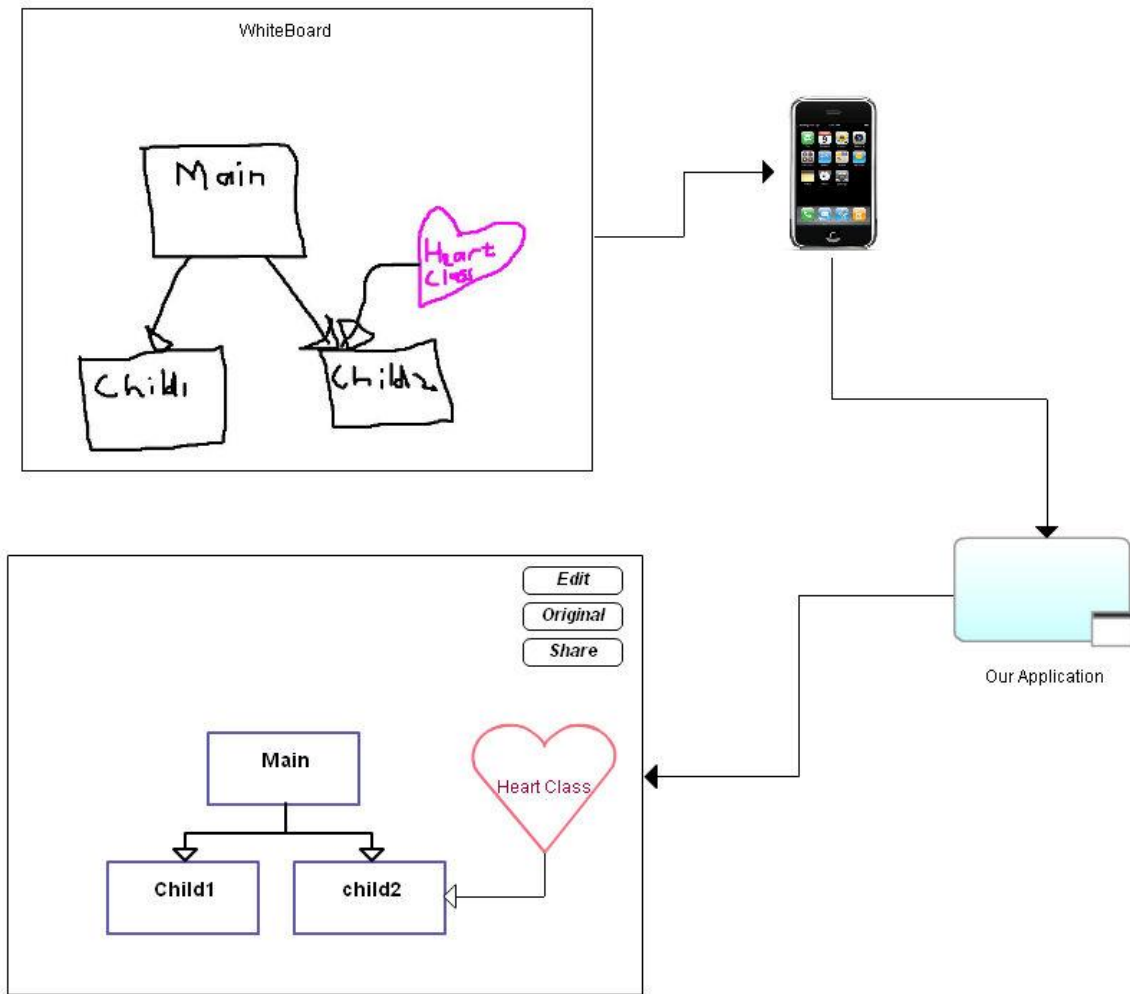 WhiteBoard
Main
Heart
Class
Child1
Child2
Our Application
Edit
Original
Share
Main
Heart Class
Child1
child2